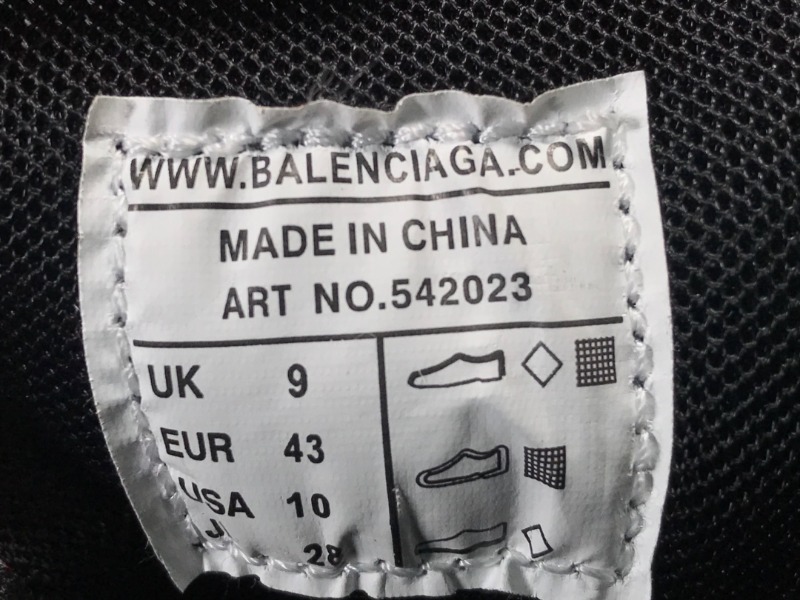 WWW.BALENCIAGA.COM
MADE IN CHINA
ART NO.542023
UK 9
EUR 43
USA 10
J 28